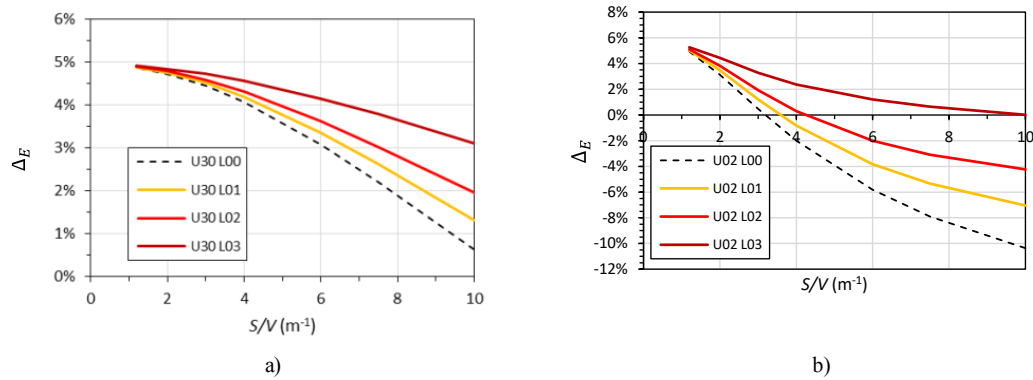 a)
6%
5%
4%
3%
2%
1%
0%
Δ_E
U30 L00
U30 L01
U30 L02
U30 L03
0 2 4 6 8 10
S/V (m⁻¹)
a)
b)
8%
6%
4%
2%
0%
-2%
-4%
-6%
-8%
-10%
-12%
Δ_E
0 2 4 6 8 10
U02 L00
U02 L01
U02 L02
U02 L03
S/V (m⁻¹)
b)